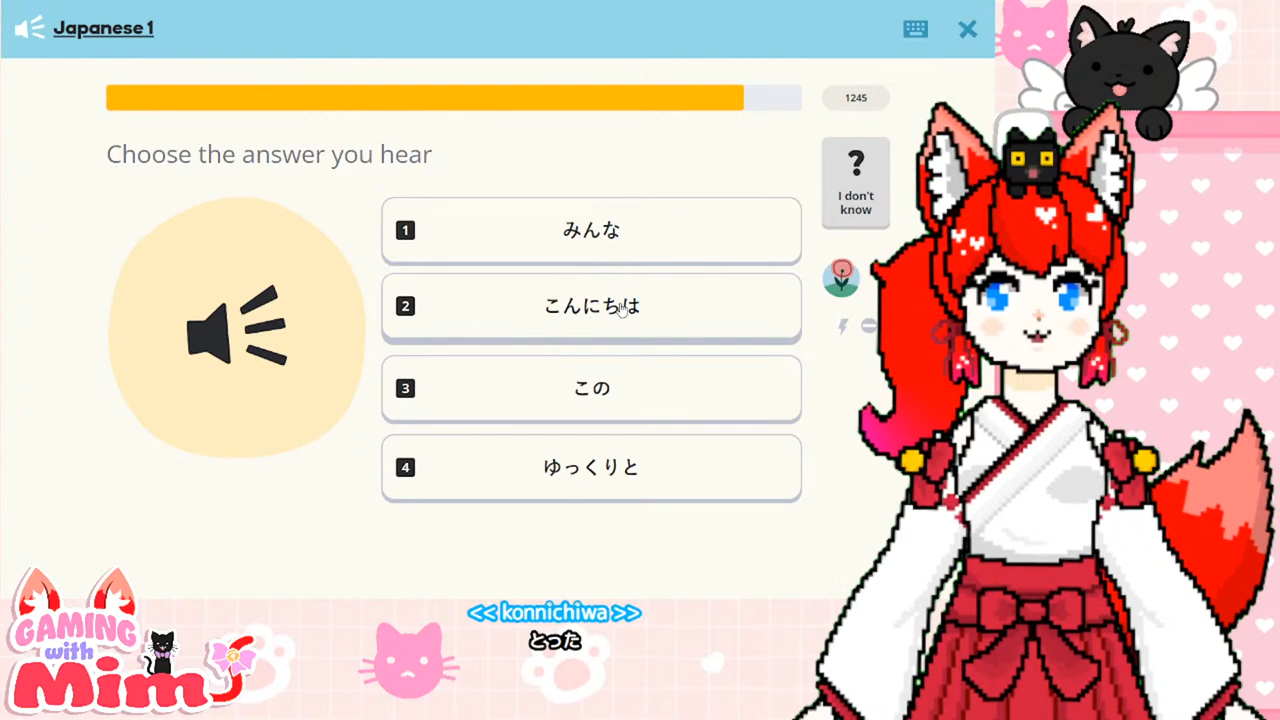 Japanese 1
1245
Choose the answer you hear
?
I don't know
1 みんな
2 こんにちは
3 この
4 ゆっくりと
<< konnichiwa >>
とった
GAMING
with
Mim